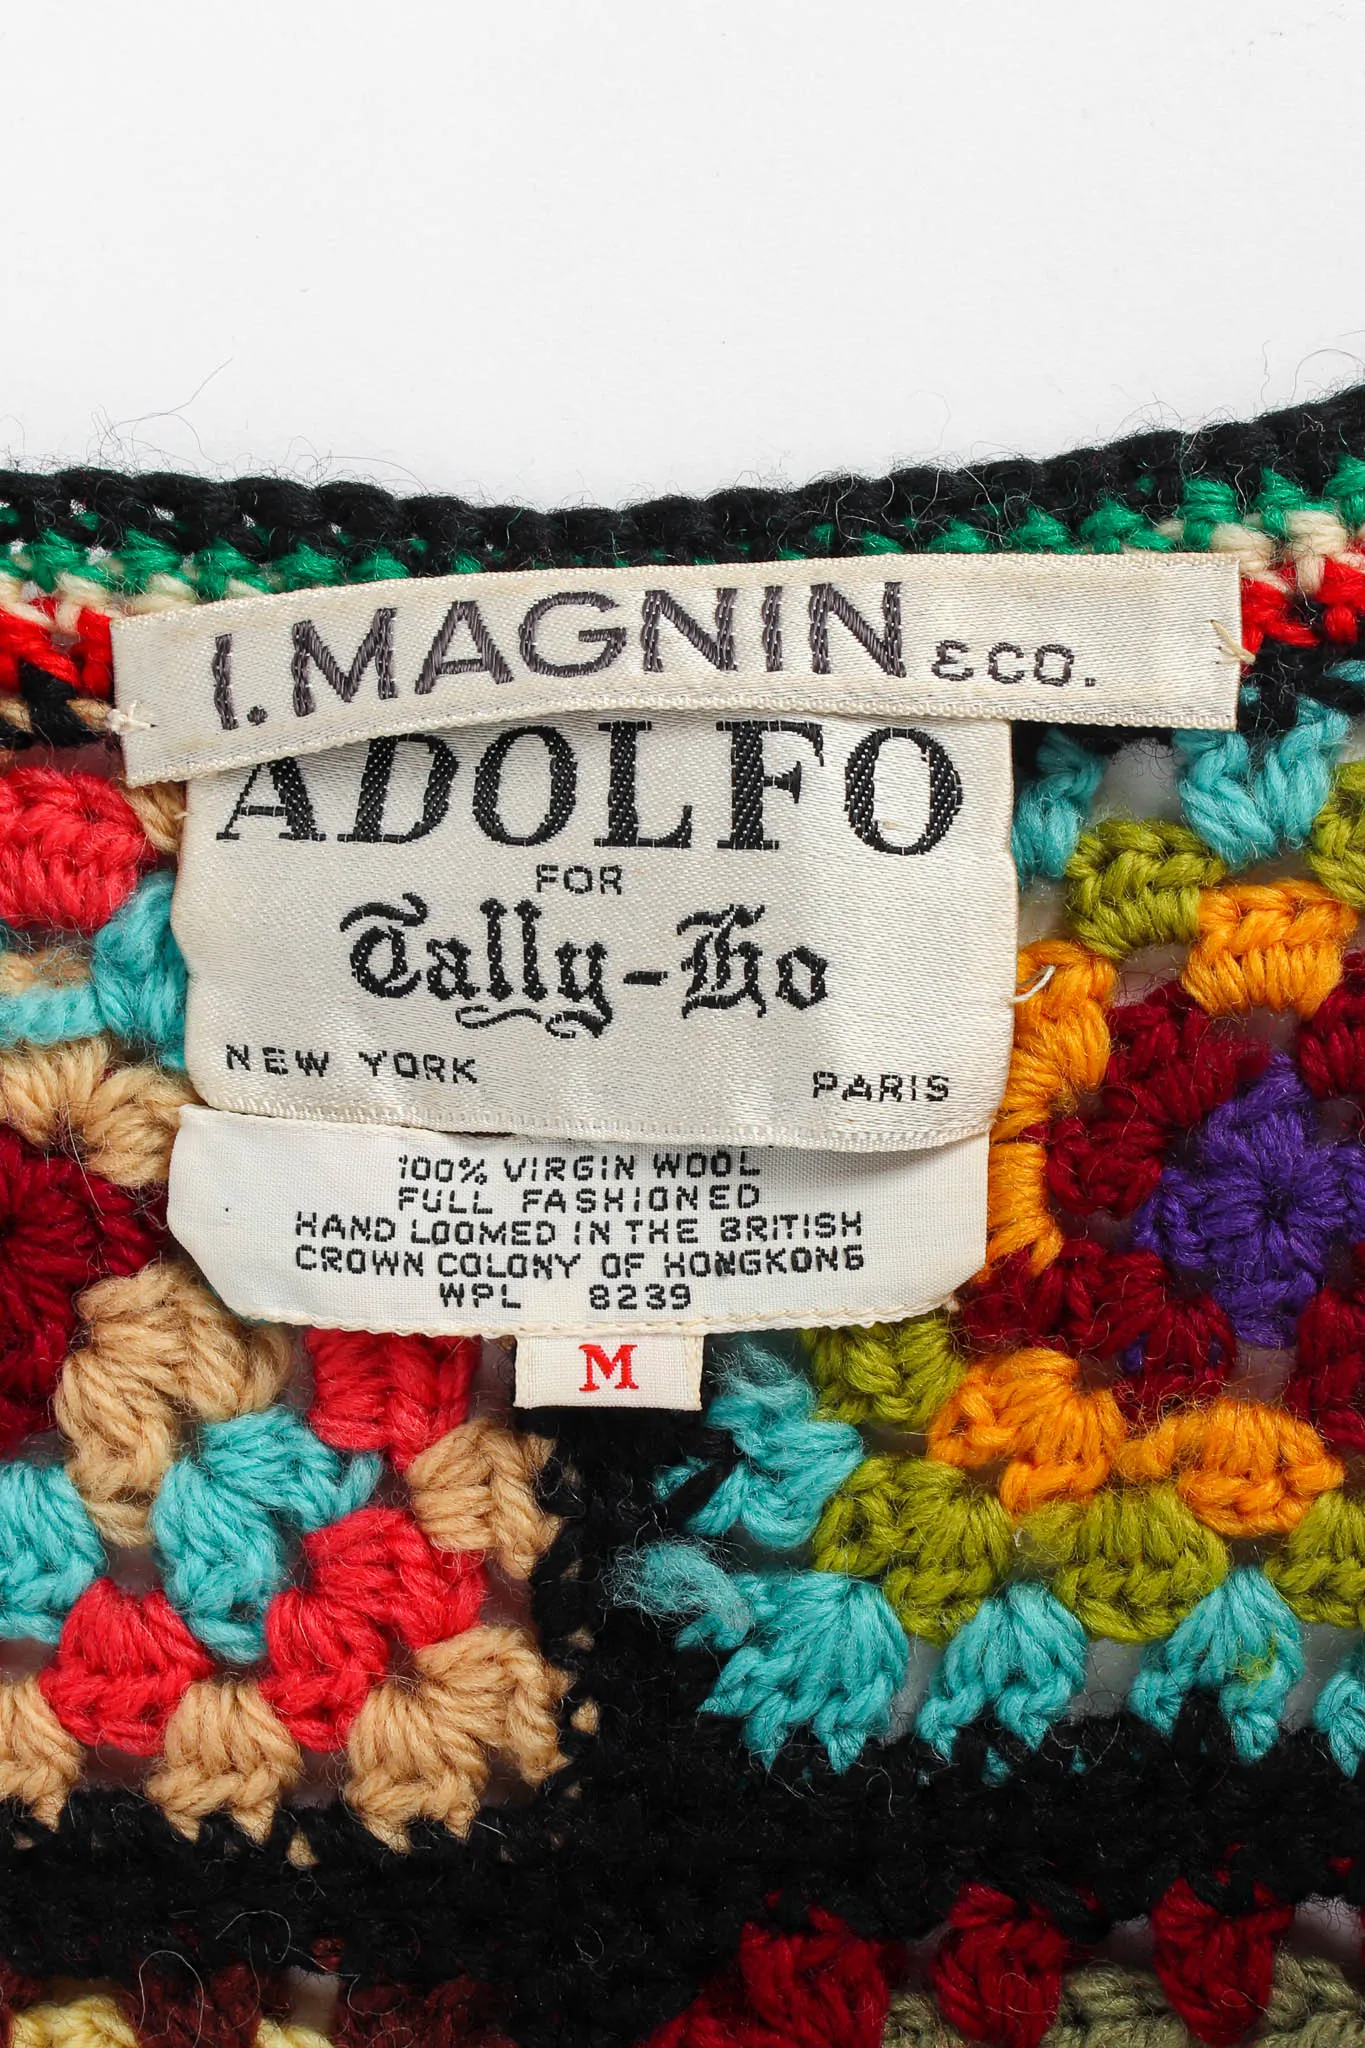 I. MAGNIN & CO.
ADOLFO
FOR
Tally-Ho
NEW YORK PARIS
100% VIRGIN WOOL
FULL FASHIONED
HAND LOOMED IN THE BRITISH
CROWN COLONY OF HONGKONG
WPL 8239
M